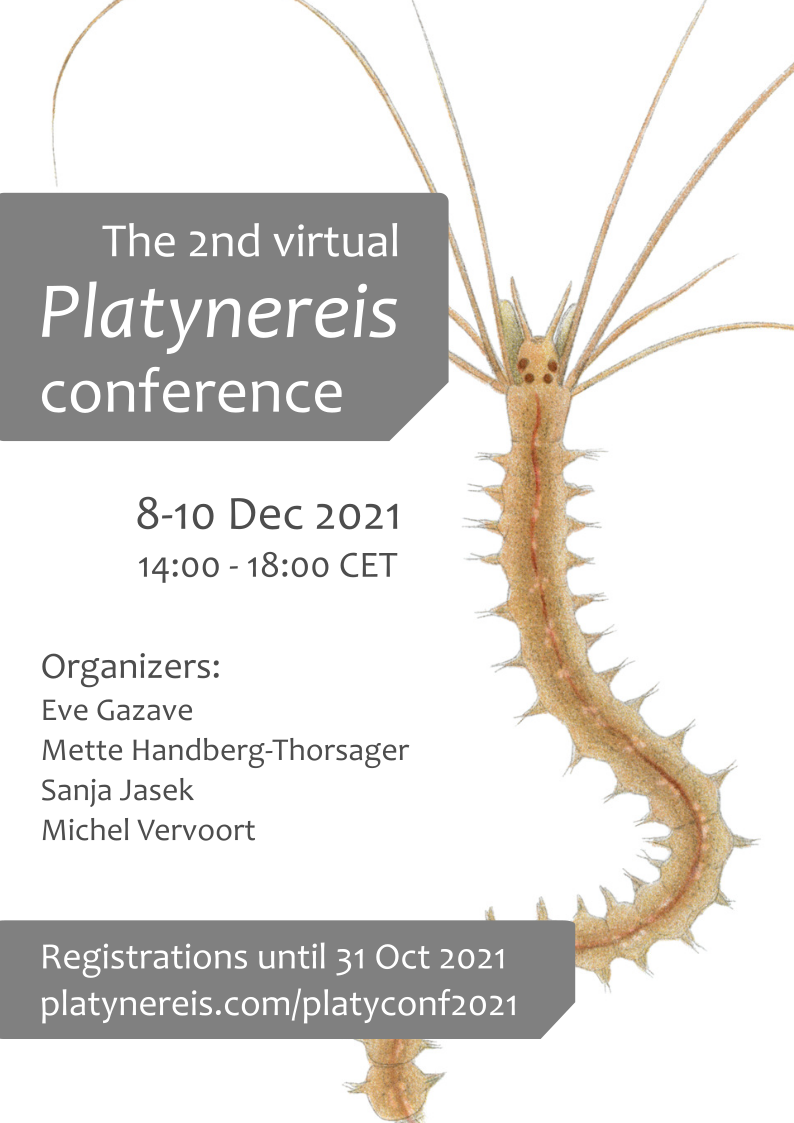 The 2nd virtual
Platynereis
conference
8-10 Dec 2021
14:00 - 18:00 CET
Organizers:
Eve Gazave
Mette Handberg-Thorsager
Sanja Jasek
Michel Vervoort
Registrations until 31 Oct 2021
platynereis.com/platyconf2021